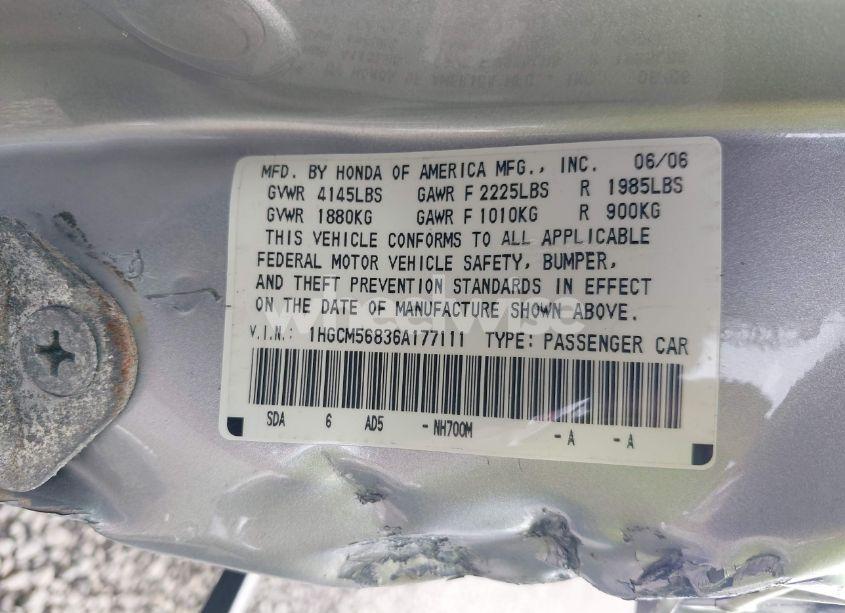 MFD. BY HONDA OF AMERICA MFG., INC. 06/06
GVWR 4145LBS GAWR F 2225LBS R 1985LBS
GVWR 1880KG GAWR F 1010KG R 900KG
THIS VEHICLE CONFORMS TO ALL APPLICABLE
FEDERAL MOTOR VEHICLE SAFETY, BUMPER,
AND THEFT PREVENTION STANDARDS IN EFFECT
ON THE DATE OF MANUFACTURE SHOWN ABOVE.
V.I.N.: 1HGCM56836A177111 TYPE: PASSENGER CAR
SDA 6 AD5 -NH700M -A -A